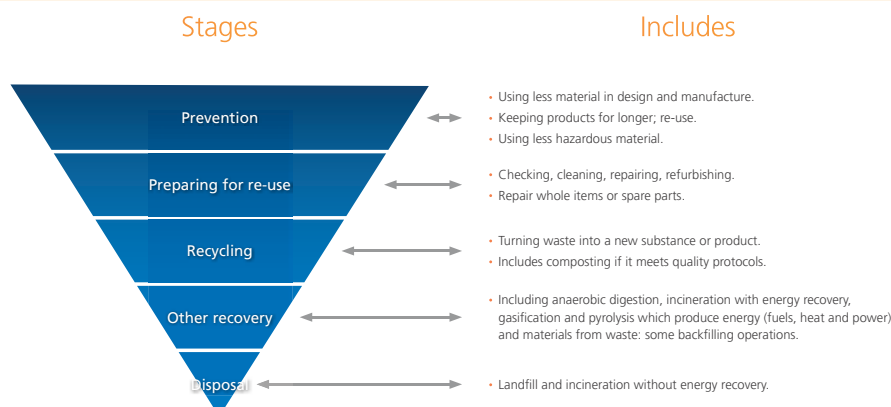 Stages
Includes
Prevention
• Using less material in design and manufacture.
• Keeping products for longer; re-use.
• Using less hazardous material.
Preparing for re-use
• Checking, cleaning, repairing, refurbishing.
• Repair whole items or spare parts.
Recycling
• Turning waste into a new substance or product.
• Includes composting if it meets quality protocols.
Other recovery
• Including anaerobic digestion, incineration with energy recovery,
gasification and pyrolysis which produce energy (fuels, heat and power)
and materials from waste: some backfilling operations.
Disposal
• Landfill and incineration without energy recovery.